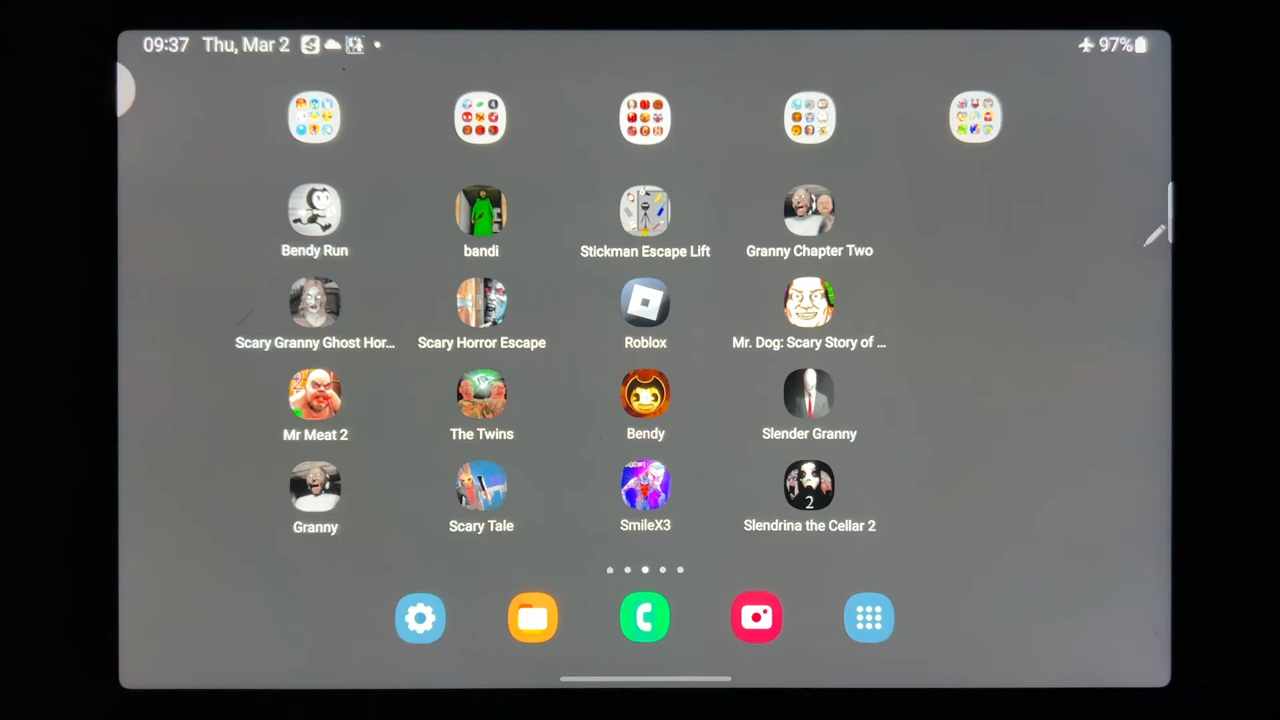 09:37 Thu, Mar 2 97%
Bendy Run bandi Stickman Escape Lift Granny Chapter Two
Scary Granny Ghost Hor... Scary Horror Escape Roblox Mr. Dog: Scary Story of ...
2
Mr Meat 2 The Twins Bendy Slender Granny
2
Granny Scary Tale SmileX3 Slendrina the Cellar 2